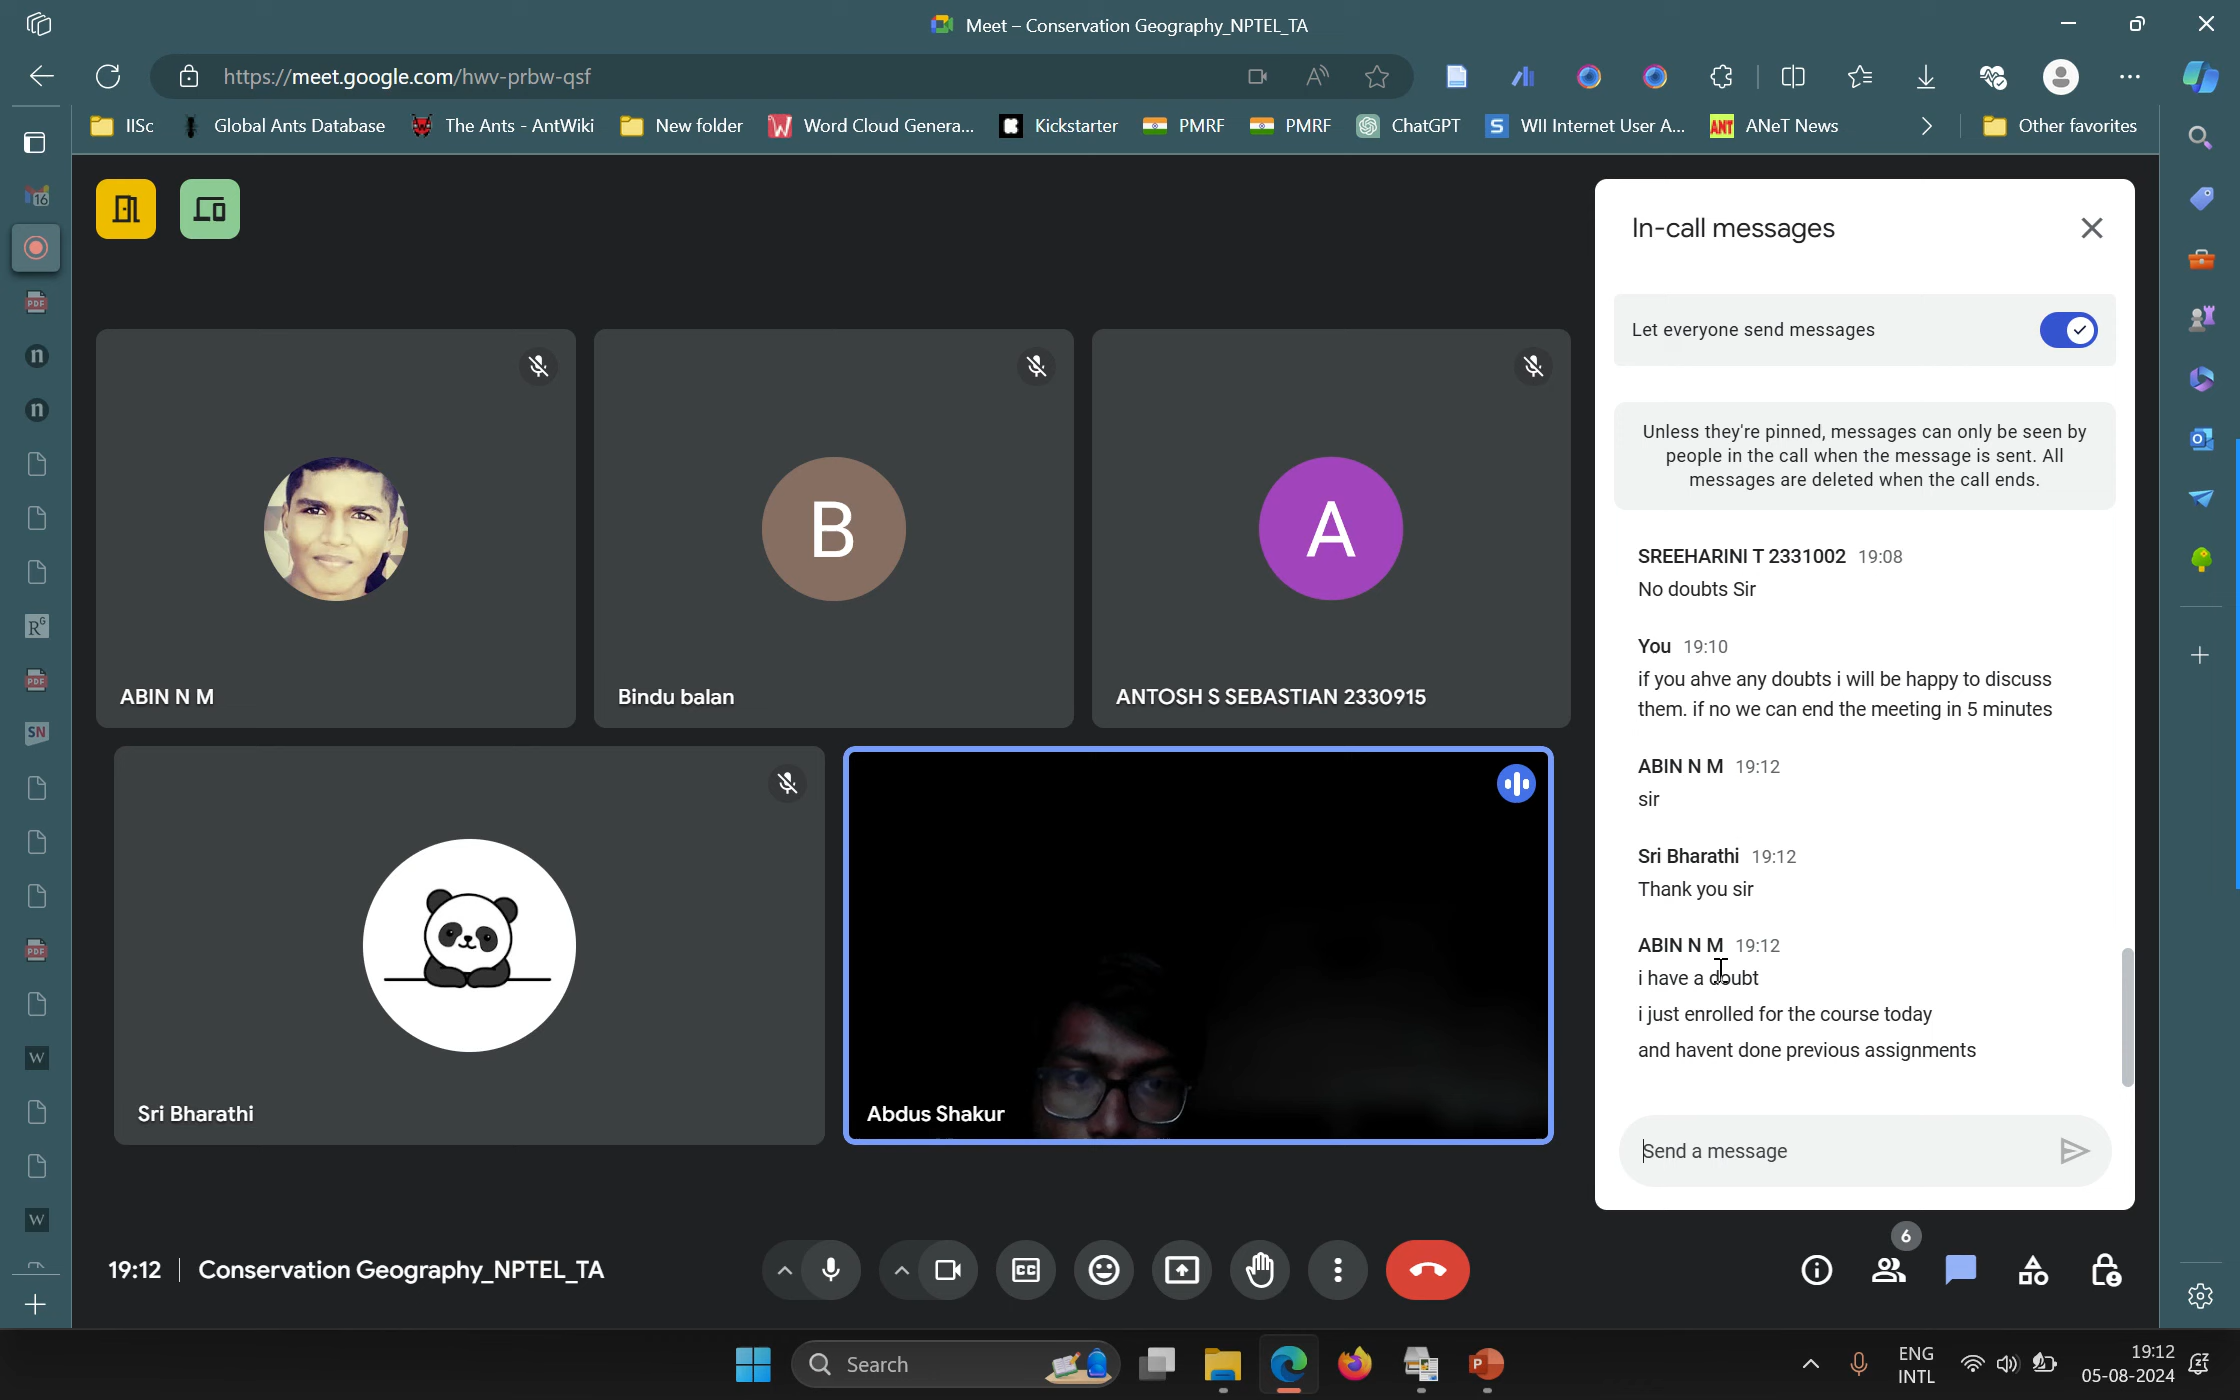 Meet – Conservation Geography_NPTEL_TA
https://meet.google.com/hwv-prbw-qsf
IISc
Global Ants Database
The Ants - AntWiki
New folder
Word Cloud Genera...
Kickstarter
PMRF
PMRF
ChatGPT
WII Internet User A...
ANeT News
Other favorites
In-call messages
Let everyone send messages
Unless they're pinned, messages can only be seen by
people in the call when the message is sent. All
messages are deleted when the call ends.
SREEHARINI T 2331002 19:08
No doubts Sir
You 19:10
if you ahve any doubts i will be happy to discuss
them. if no we can end the meeting in 5 minutes
ABIN N M 19:12
sir
Sri Bharathi 19:12
Thank you sir
ABIN N M 19:12
i have a doubt
i just enrolled for the course today
and havent done previous assignments
Send a message
ABIN N M
B
Bindu balan
A
ANTOSH S SEBASTIAN 2330915
Sri Bharathi
Abdus Shakur
19:12
Conservation Geography_NPTEL_TA
CC
6
Search
ENG
INTL
19:12
05-08-2024